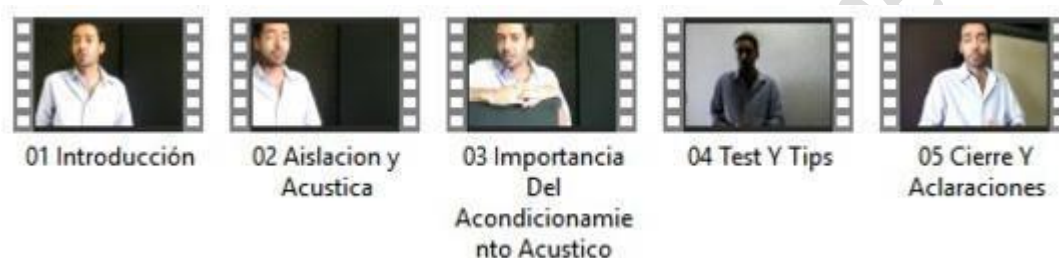 01 Introducción
02 Aislacion y
Acustica
03 Importancia
Del
Acondicionamie
nto Acustico
04 Test Y Tips
05 Cierre Y
Aclaraciones